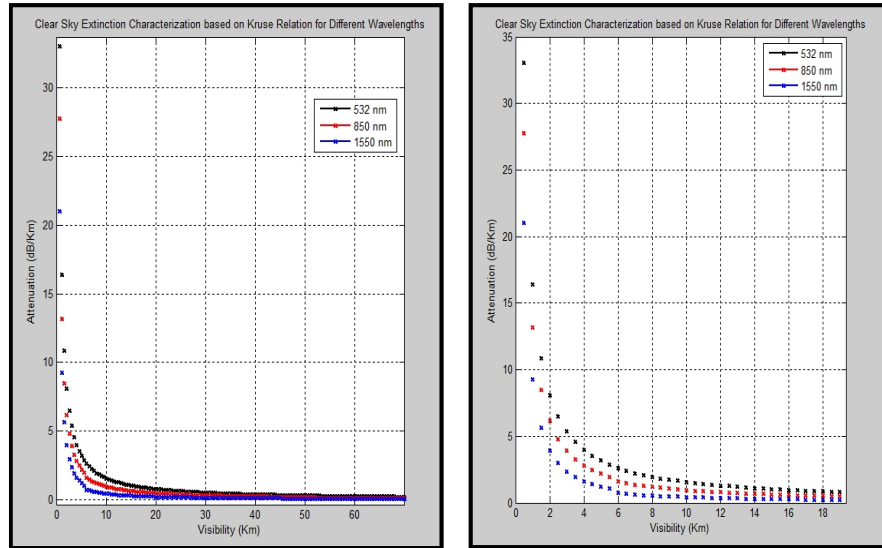 Clear Sky Extinction Characterization based on Kruse Relation for Different Wavelengths
30
25
20
15
10
5
0
Attenuation (dB/Km)
532 nm
850 nm
1550 nm
0 10 20 30 40 50 60
Visibility (Km)
Clear Sky Extinction Characterization based on Kruse Relation for Different Wavelengths
35
30
25
20
15
10
5
0
Attenuation (dB/Km)
532 nm
850 nm
1550 nm
0 2 4 6 8 10 12 14 16 18
Visibility (Km)